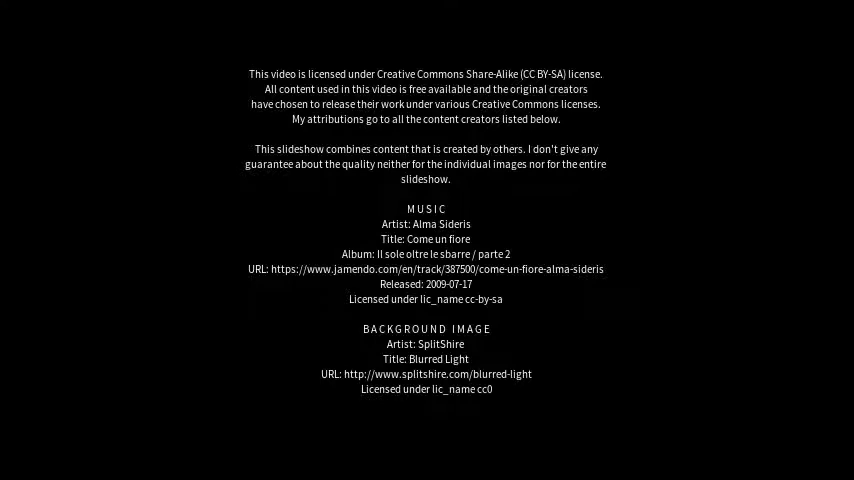 This video is licensed under Creative Commons Share-Alike (CC BY-SA) license.
All content used in this video is free available and the original creators
have chosen to release their work under various Creative Commons licenses.
My attributions go to all the content creators listed below.
This slideshow combines content that is created by others. I don't give any
guarantee about the quality neither for the individual images nor for the entire
slideshow.
MUSIC
Artist: Alma Sideris
Title: Come un fiore
Album: Il sole oltre le sbarre / parte 2
URL: https://www.jamendo.com/en/track/387500/come-un-fiore-alma-sideris
Released: 2009-07-17
Licensed under lic_name cc-by-sa
BACKGROUND IMAGE
Artist: SplitShire
Title: Blurred Light
URL: http://www.splitshire.com/blurred-light
Licensed under lic_name cc0